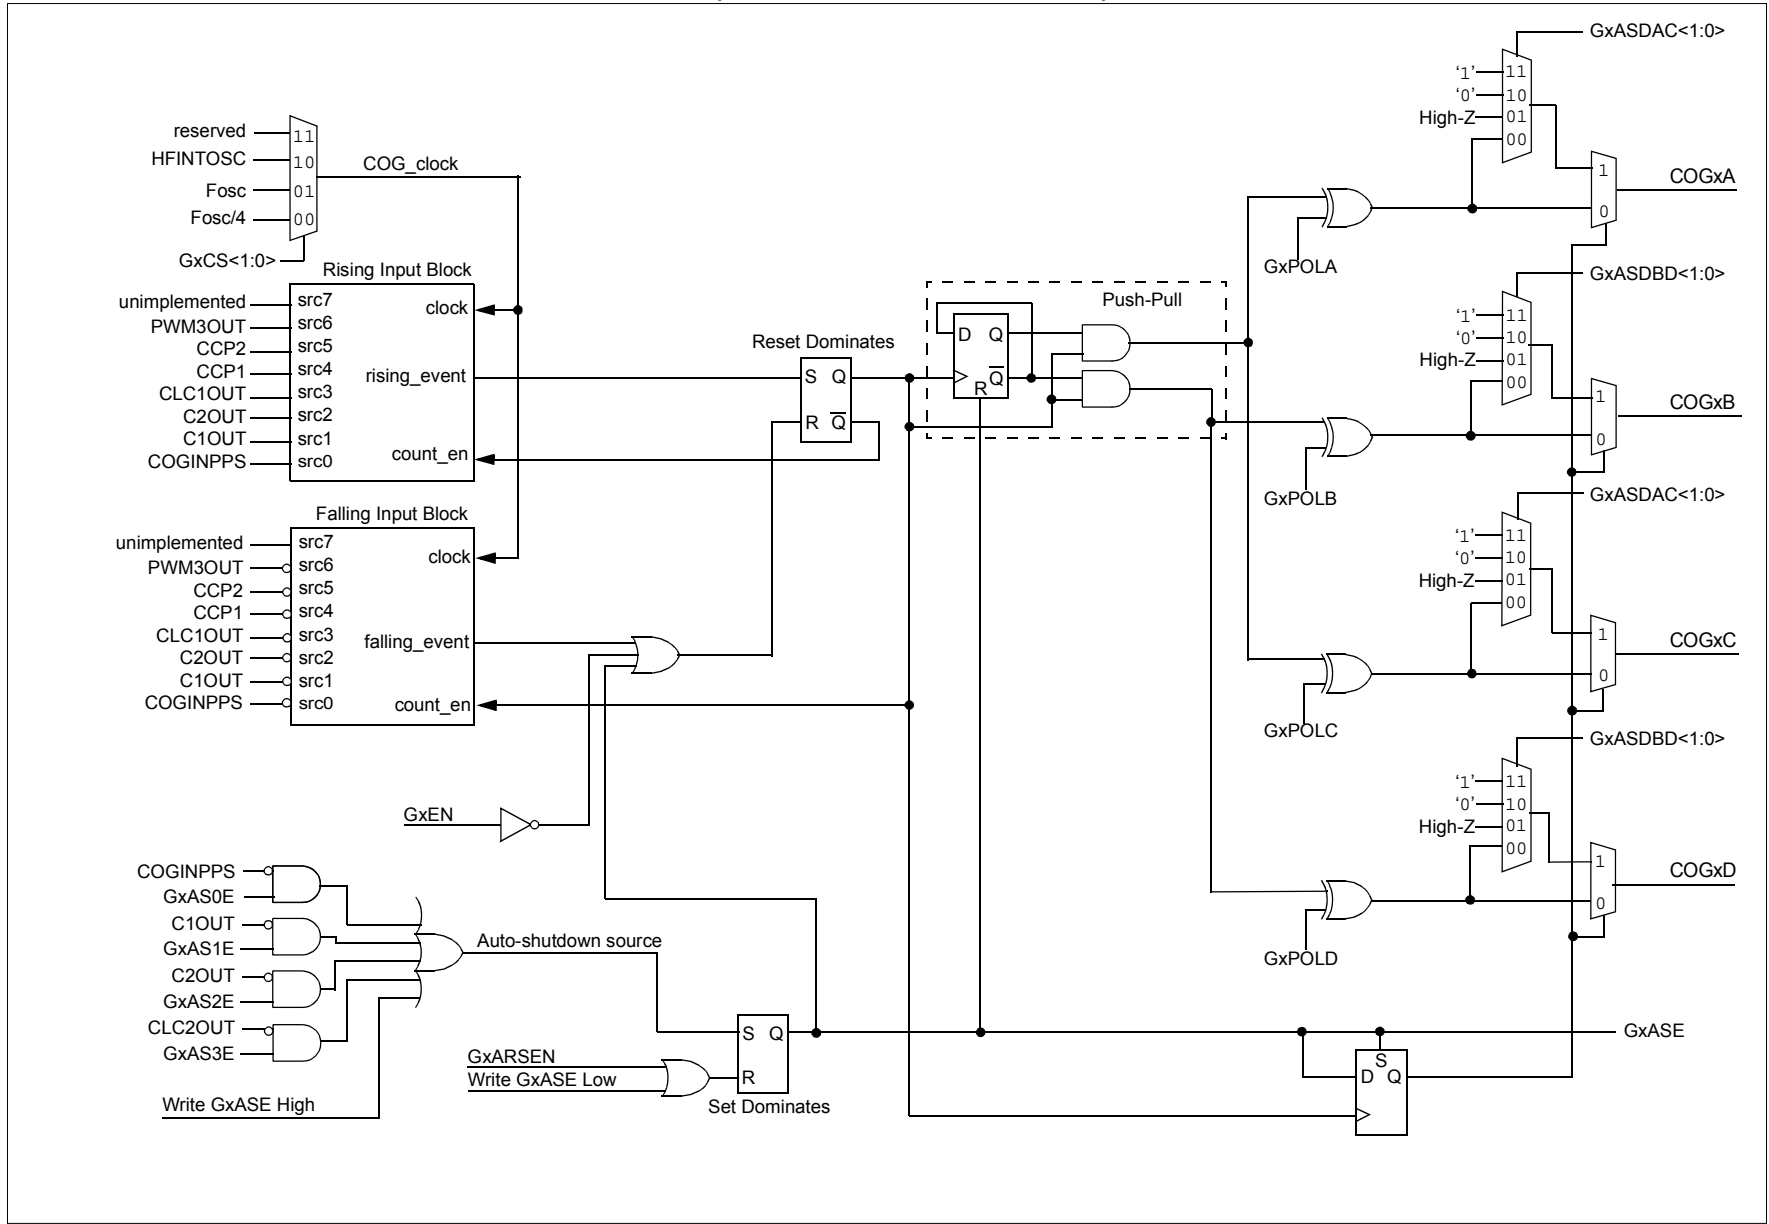 GxASDAC<1:0>
'1' 11
'0' 10
High-Z 01
00
1
0
COGxA
GxPOLA
reserved 11
HFINTOSC 10
Fosc 01
Fosc/4 00
COG_clock
GxCS<1:0>
Rising Input Block
unimplemented src7
PWM3OUT src6
CCP2 src5
CCP1 src4
CLC1OUT src3
C2OUT src2
C1OUT src1
COGINPPS src0
clock
rising_event
count_en
Reset Dominates
S Q
R Q
Push-Pull
D Q
Q
R
GxASDBD<1:0>
'1' 11
'0' 10
High-Z 01
00
1
0
COGxB
GxPOLB
Falling Input Block
unimplemented src7
PWM3OUT src6
CCP2 src5
CCP1 src4
CLC1OUT src3
C2OUT src2
C1OUT src1
COGINPPS src0
clock
falling_event
count_en
GxASDAC<1:0>
'1' 11
'0' 10
High-Z 01
00
1
0
COGxC
GxPOLC
GxEN
GxASDBD<1:0>
'1' 11
'0' 10
High-Z 01
00
1
0
COGxD
GxPOLD
COGINPPS
GxAS0E
C1OUT
GxAS1E
C2OUT
GxAS2E
CLC2OUT
GxAS3E
Auto-shutdown source
Write GxASE High
GxARSEN
Write GxASE Low
S Q
R
Set Dominates
GxASE
S
D Q